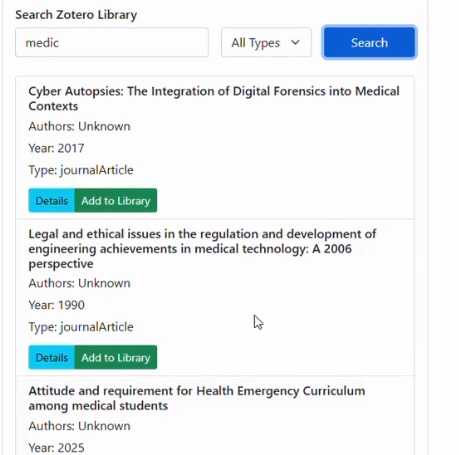 Search Zotero Library
medic
All Types
Search
Cyber Autopsies: The Integration of Digital Forensics into Medical
Contexts
Authors: Unknown
Year: 2017
Type: journalArticle
Details Add to Library
Legal and ethical issues in the regulation and development of
engineering achievements in medical technology: A 2006
perspective
Authors: Unknown
Year: 1990
Type: journalArticle
Details Add to Library
Attitude and requirement for Health Emergency Curriculum
among medical students
Authors: Unknown
Year: 2025